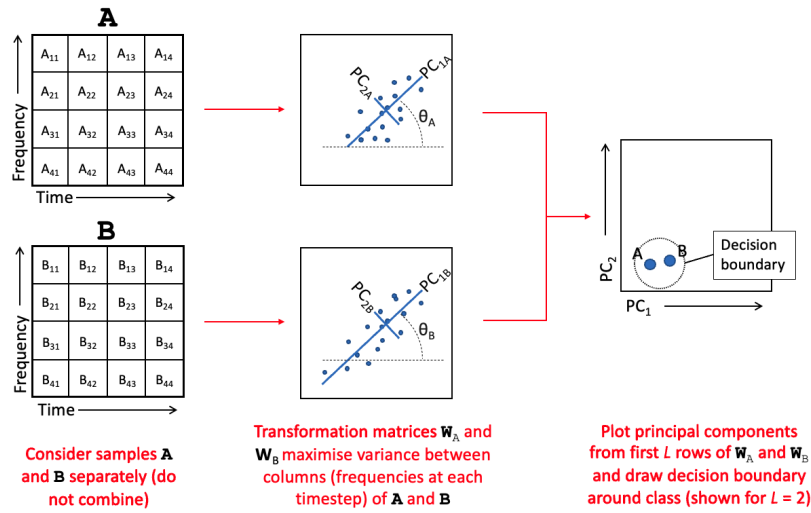 A
A11 A12 A13 A14
A21 A22 A23 A24
A31 A32 A33 A34
A41 A42 A43 A44
Frequency
Time
B
B11 B12 B13 B14
B21 B22 B23 B24
B31 B32 B33 B34
B41 B42 B43 B44
Frequency
Time
Consider samples A
and B separately (do
not combine)
PC2A
PC1A
θA
PC2B
PC1B
θB
Transformation matrices WA and
WB maximise variance between
columns (frequencies at each
timestep) of A and B
PC2
A
B
Decision
boundary
PC1
Plot principal components
from first L rows of WA and WB
and draw decision boundary
around class (shown for L = 2)